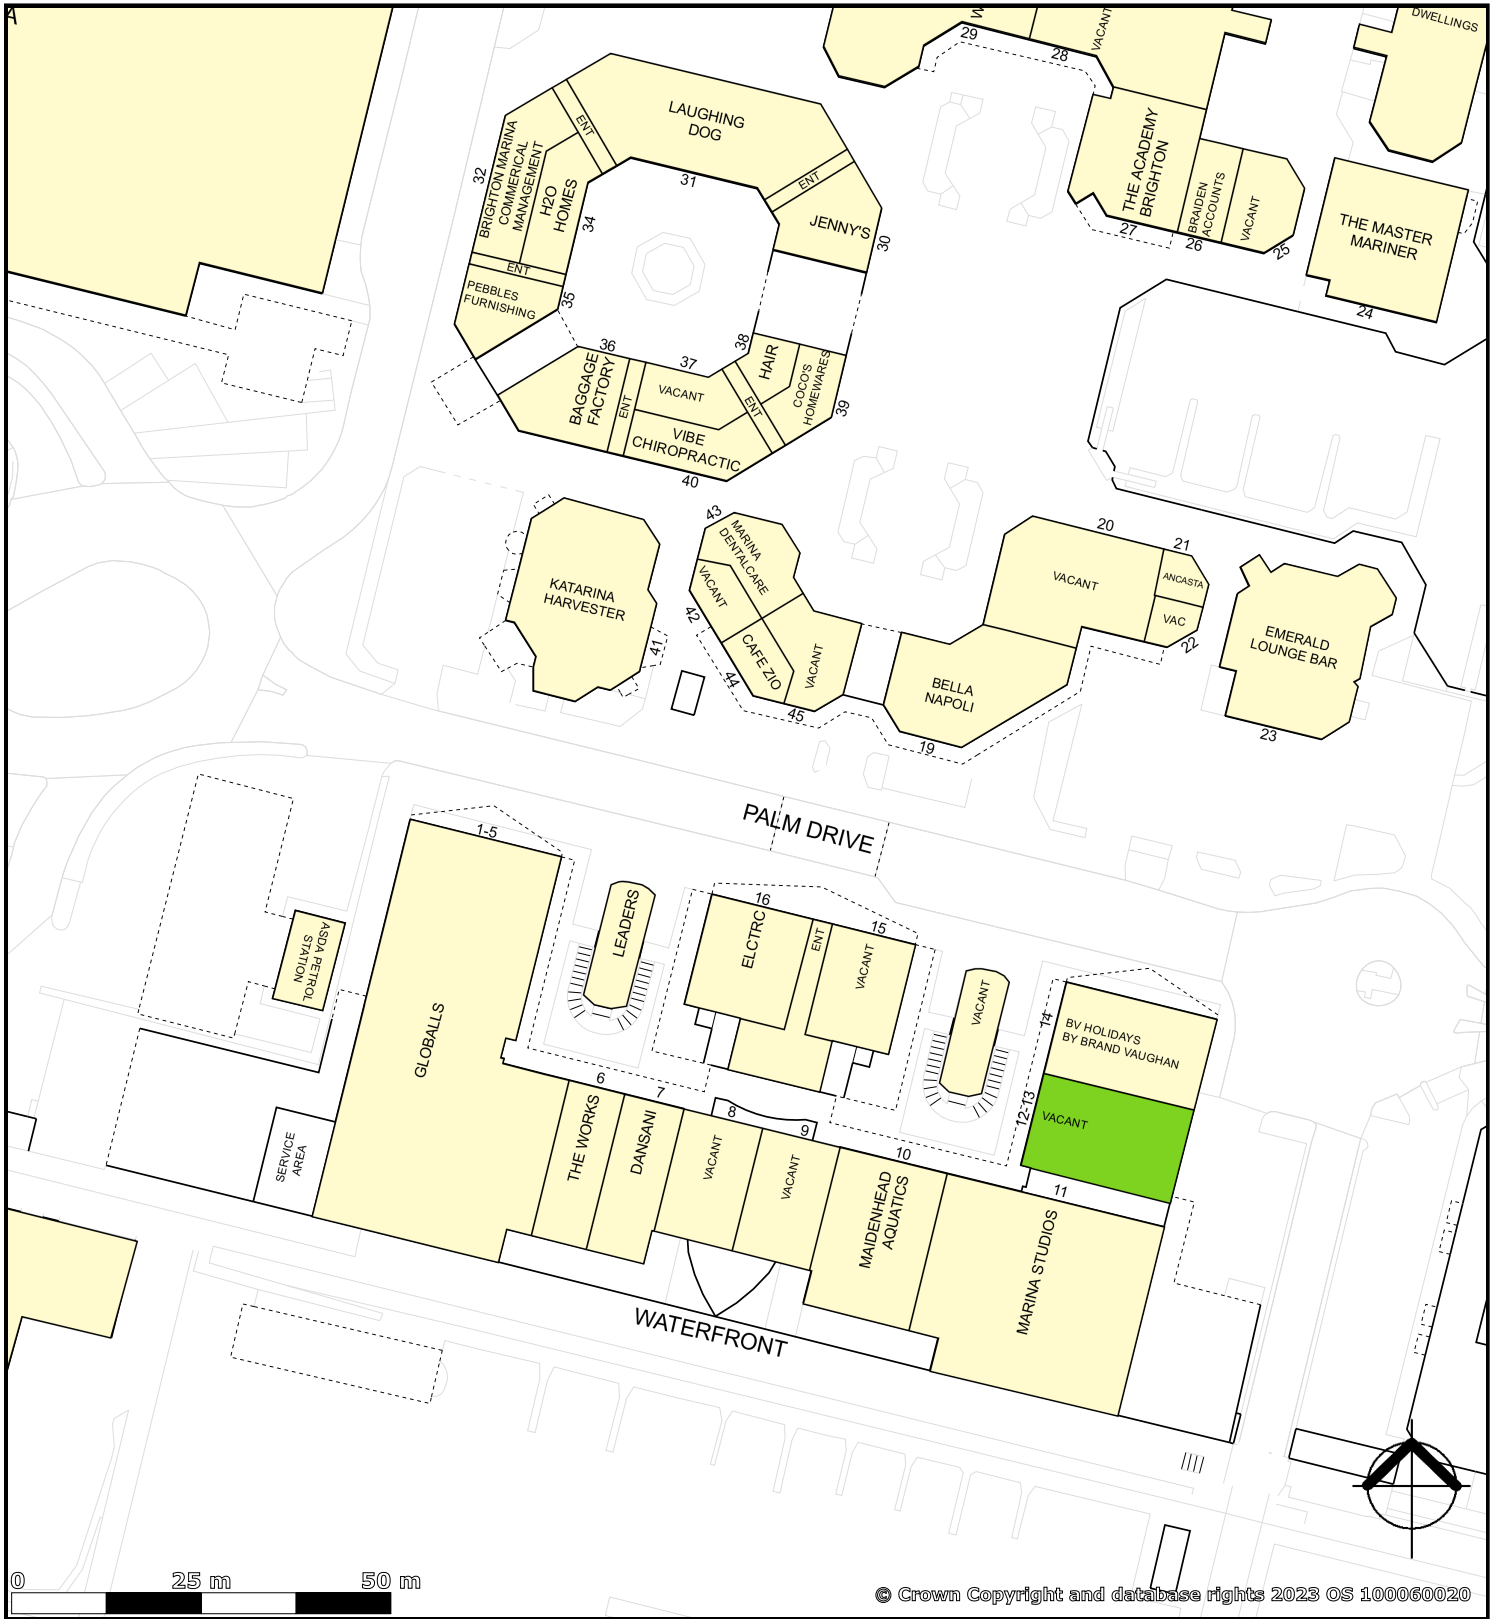 DWELLINGS
29
28
VACANT
LAUGHING
DOG
ENT
31
ENT
JENNY'S
30
32
BRIGHTON MARINA
COMMERICAL
MANAGEMENT
H2O
HOMES
34
ENT
PEBBLES
FURNISHING
35
THE ACADEMY
BRIGHTON
27
BRAIDEN
ACCOUNTS
26
VACANT
25
THE MASTER
MARINER
24
36
BAGGAGE
FACTORY
ENT
37
VACANT
38
HAIR
ENT
COCO'S
HOMEWARES
39
VIBE
CHIROPRACTIC
40
KATARINA
HARVESTER
41
43
MARINA
DENTALCARE
VACANT
42
CAFE ZIO
44
VACANT
45
20
VACANT
21
ANCASTA
VAC
22
BELLA
NAPOLI
19
EMERALD
LOUNGE BAR
23
PALM DRIVE
1-5
GLOBALLS
ASDA PETROL
STATION
SERVICE
AREA
LEADERS
16
ELCTRC
ENT
15
VACANT
VACANT
14
BV HOLIDAYS
BY BRAND VAUGHAN
12-13
VACANT
6
THE WORKS
7
DANSANI
8
VACANT
9
VACANT
10
MAIDENHEAD
AQUATICS
11
MARINA STUDIOS
WATERFRONT
0 25 m 50 m
© Crown Copyright and database rights 2023 OS 100060020